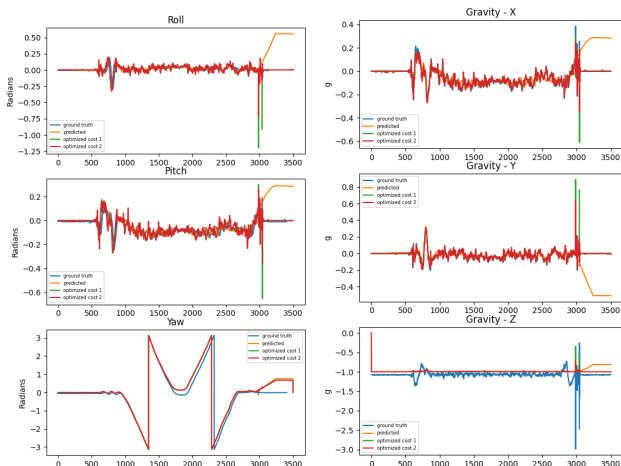 Roll
Radians
0.50
0.25
0.00
−0.25
−0.50
−0.75
−1.00
−1.25
ground truth
predicted
optimized cost 1
optimized cost 2
0 500 1000 1500 2000 2500 3000 3500
Pitch
Radians
0.2
0.0
−0.2
−0.4
−0.6
ground truth
predicted
optimized cost 1
optimized cost 2
0 500 1000 1500 2000 2500 3000 3500
Yaw
Radians
3
2
1
0
−1
−2
−3
ground truth
predicted
optimized cost 1
optimized cost 2
0 500 1000 1500 2000 2500 3000 3500
Gravity - X
g
0.4
0.2
0.0
−0.2
−0.4
−0.6
ground truth
predicted
optimized cost 1
optimized cost 2
0 500 1000 1500 2000 2500 3000 3500
Gravity - Y
g
0.8
0.6
0.4
0.2
0.0
−0.2
−0.4
ground truth
predicted
optimized cost 1
optimized cost 2
0 500 1000 1500 2000 2500 3000 3500
Gravity - Z
g
0.0
−0.5
−1.0
−1.5
−2.0
−2.5
−3.0
ground truth
predicted
optimized cost 1
optimized cost 2
0 500 1000 1500 2000 2500 3000 3500